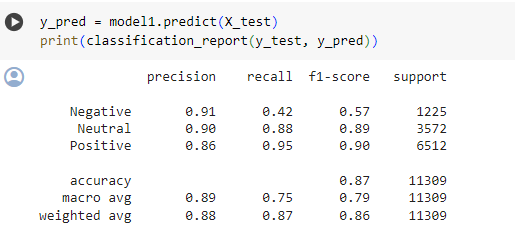 y_pred = model1.predict(X_test)
print(classification_report(y_test, y_pred))
precision recall f1-score support
Negative 0.91 0.42 0.57 1225
Neutral 0.90 0.88 0.89 3572
Positive 0.86 0.95 0.90 6512
accuracy 0.87 11309
macro avg 0.89 0.75 0.79 11309
weighted avg 0.88 0.87 0.86 11309